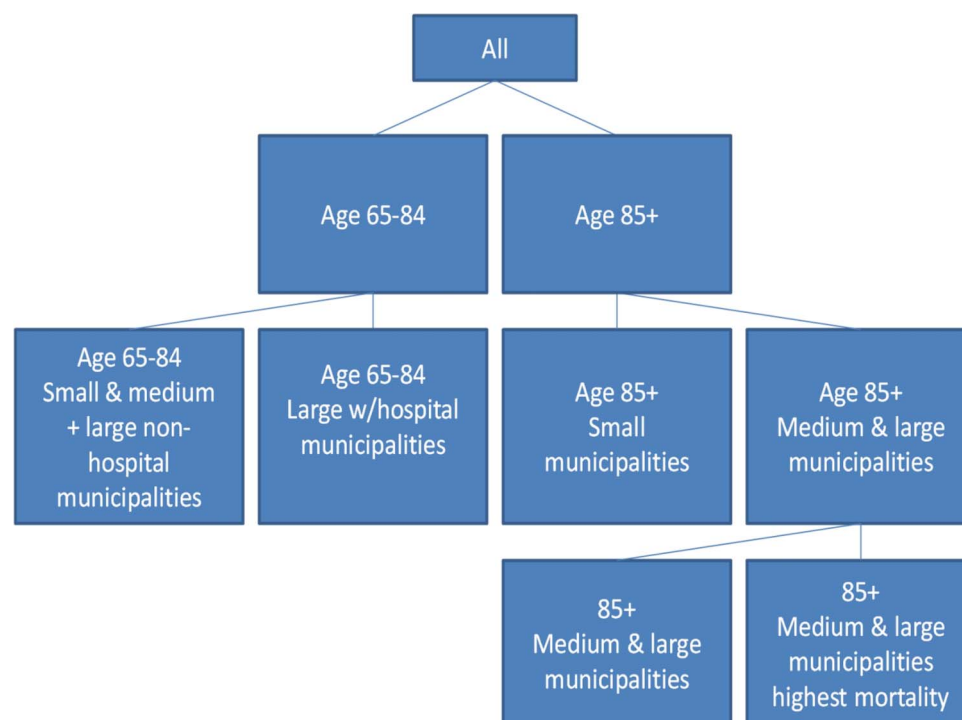 All
Age 65-84
Age 85+
Age 65-84
Small & medium
+ large non-
hospital
municipalities
Age 65-84
Large w/hospital
municipalities
Age 85+
Small
municipalities
Age 85+
Medium & large
municipalities
85+
Medium & large
municipalities
85+
Medium & large
municipalities
highest mortality